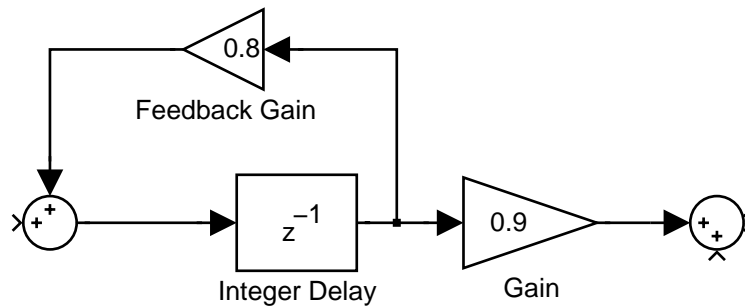 0.8
Feedback Gain
+ +
z−1
0.9
+ +
Integer Delay
Gain